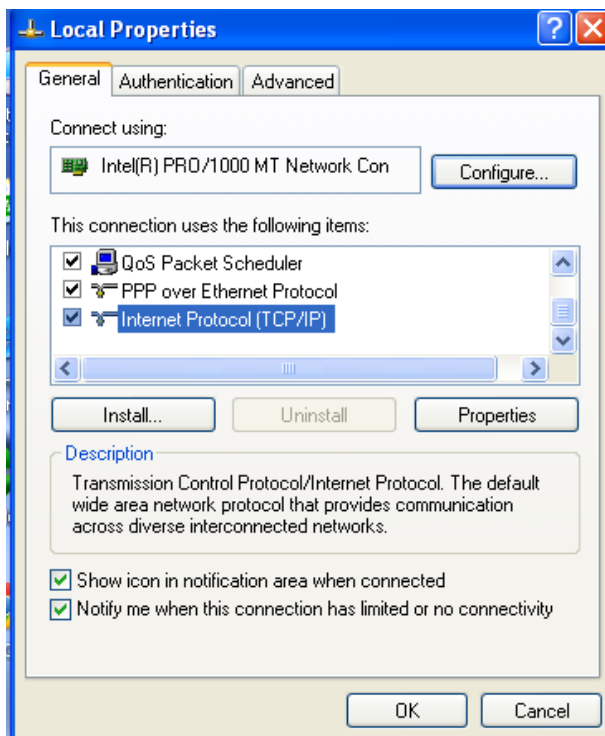 Local Properties
General Authentication Advanced
Connect using:
Intel(R) PRO/1000 MT Network Con
Configure...
This connection uses the following items:
QoS Packet Scheduler
PPP over Ethernet Protocol
Internet Protocol (TCP/IP)
Install... Uninstall Properties
Description
Transmission Control Protocol/Internet Protocol. The default
wide area network protocol that provides communication
across diverse interconnected networks.
Show icon in notification area when connected
Notify me when this connection has limited or no connectivity
OK Cancel